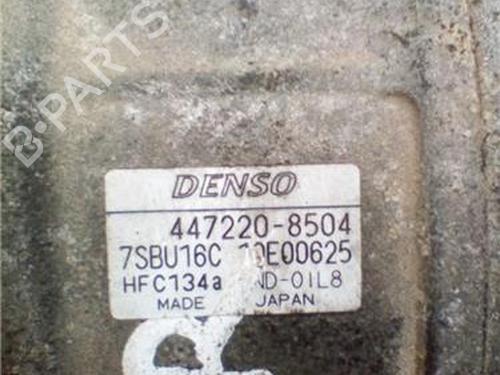 B-PARTS
DENSO
447220-8504
7SBU16C 10E00625
HFC134a ND-OIL8
MADE JAPAN